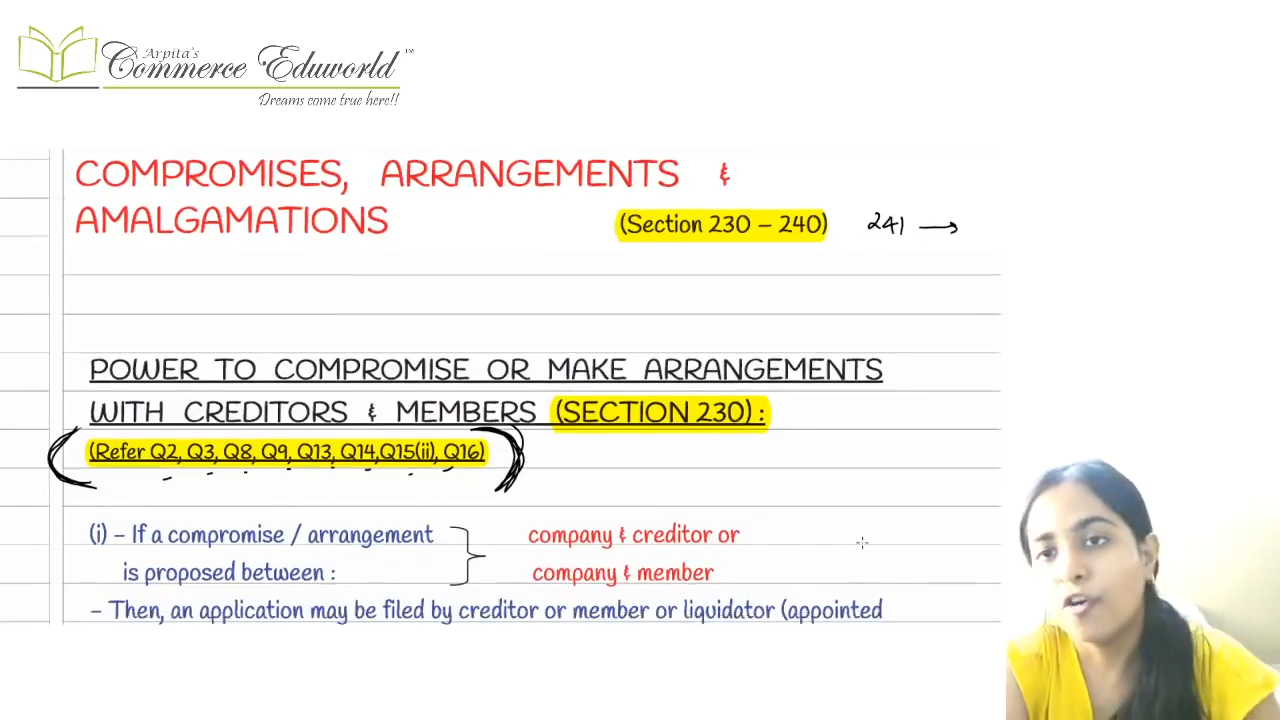 Arpita's
Commerce Eduworld™
Dreams come true here!!
COMPROMISES, ARRANGEMENTS &
AMALGAMATIONS (Section 230 – 240) 241 →
POWER TO COMPROMISE OR MAKE ARRANGEMENTS
WITH CREDITORS & MEMBERS (SECTION 230) :
(Refer Q2, Q3, Q8, Q9, Q13, Q14,Q15(ii), Q16)
(i) – If a compromise / arrangement company & creditor or
is proposed between : company & member
– Then, an application may be filed by creditor or member or liquidator (appointed